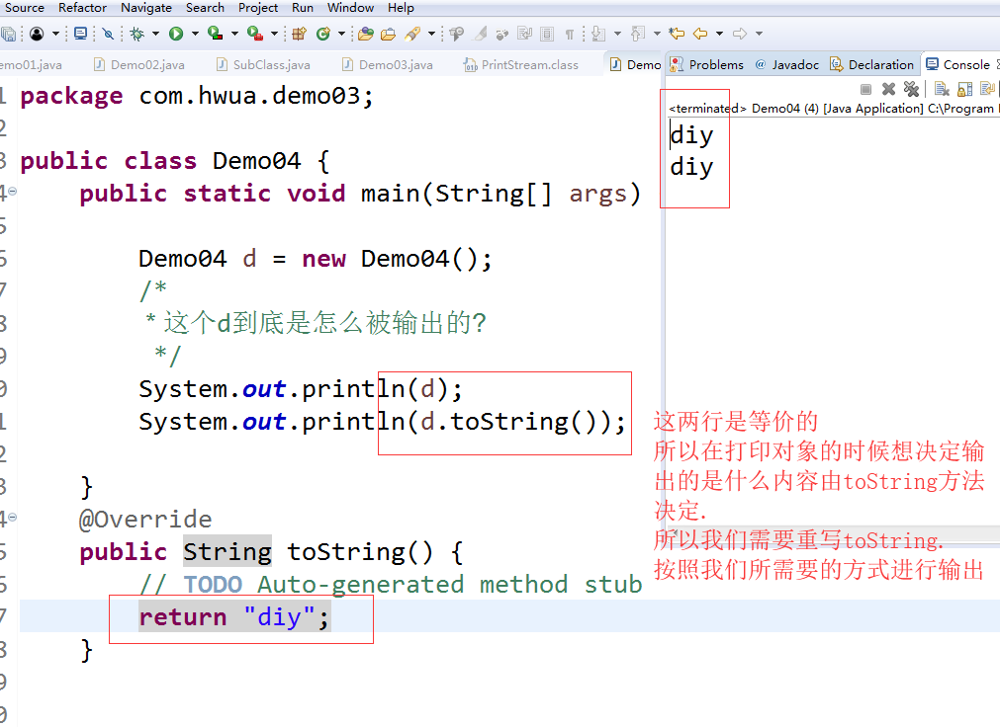 Source Refactor Navigate Search Project Run Window Help
emo01.java Demo02.java SubClass.java Demo03.java PrintStream.class Demo
Problems @ Javadoc Declaration Console
<terminated> Demo04 (4) [Java Application] C:\Program
diy
diy
1 package com.hwua.demo03;
2
3 public class Demo04 {
4 public static void main(String[] args)
5
6 Demo04 d = new Demo04();
7 /*
8 * 这个d到底是怎么被输出的?
9 */
0 System.out.println(d);
1 System.out.println(d.toString());
2
3 }
4 @Override
5 public String toString() {
6 // TODO Auto-generated method stub
7 return "diy";
8 }
9
0
这两行是等价的
所以在打印对象的时候想决定输
出的是什么内容由toString方法
决定.
所以我们需要重写toString.
按照我们所需要的方式进行输出